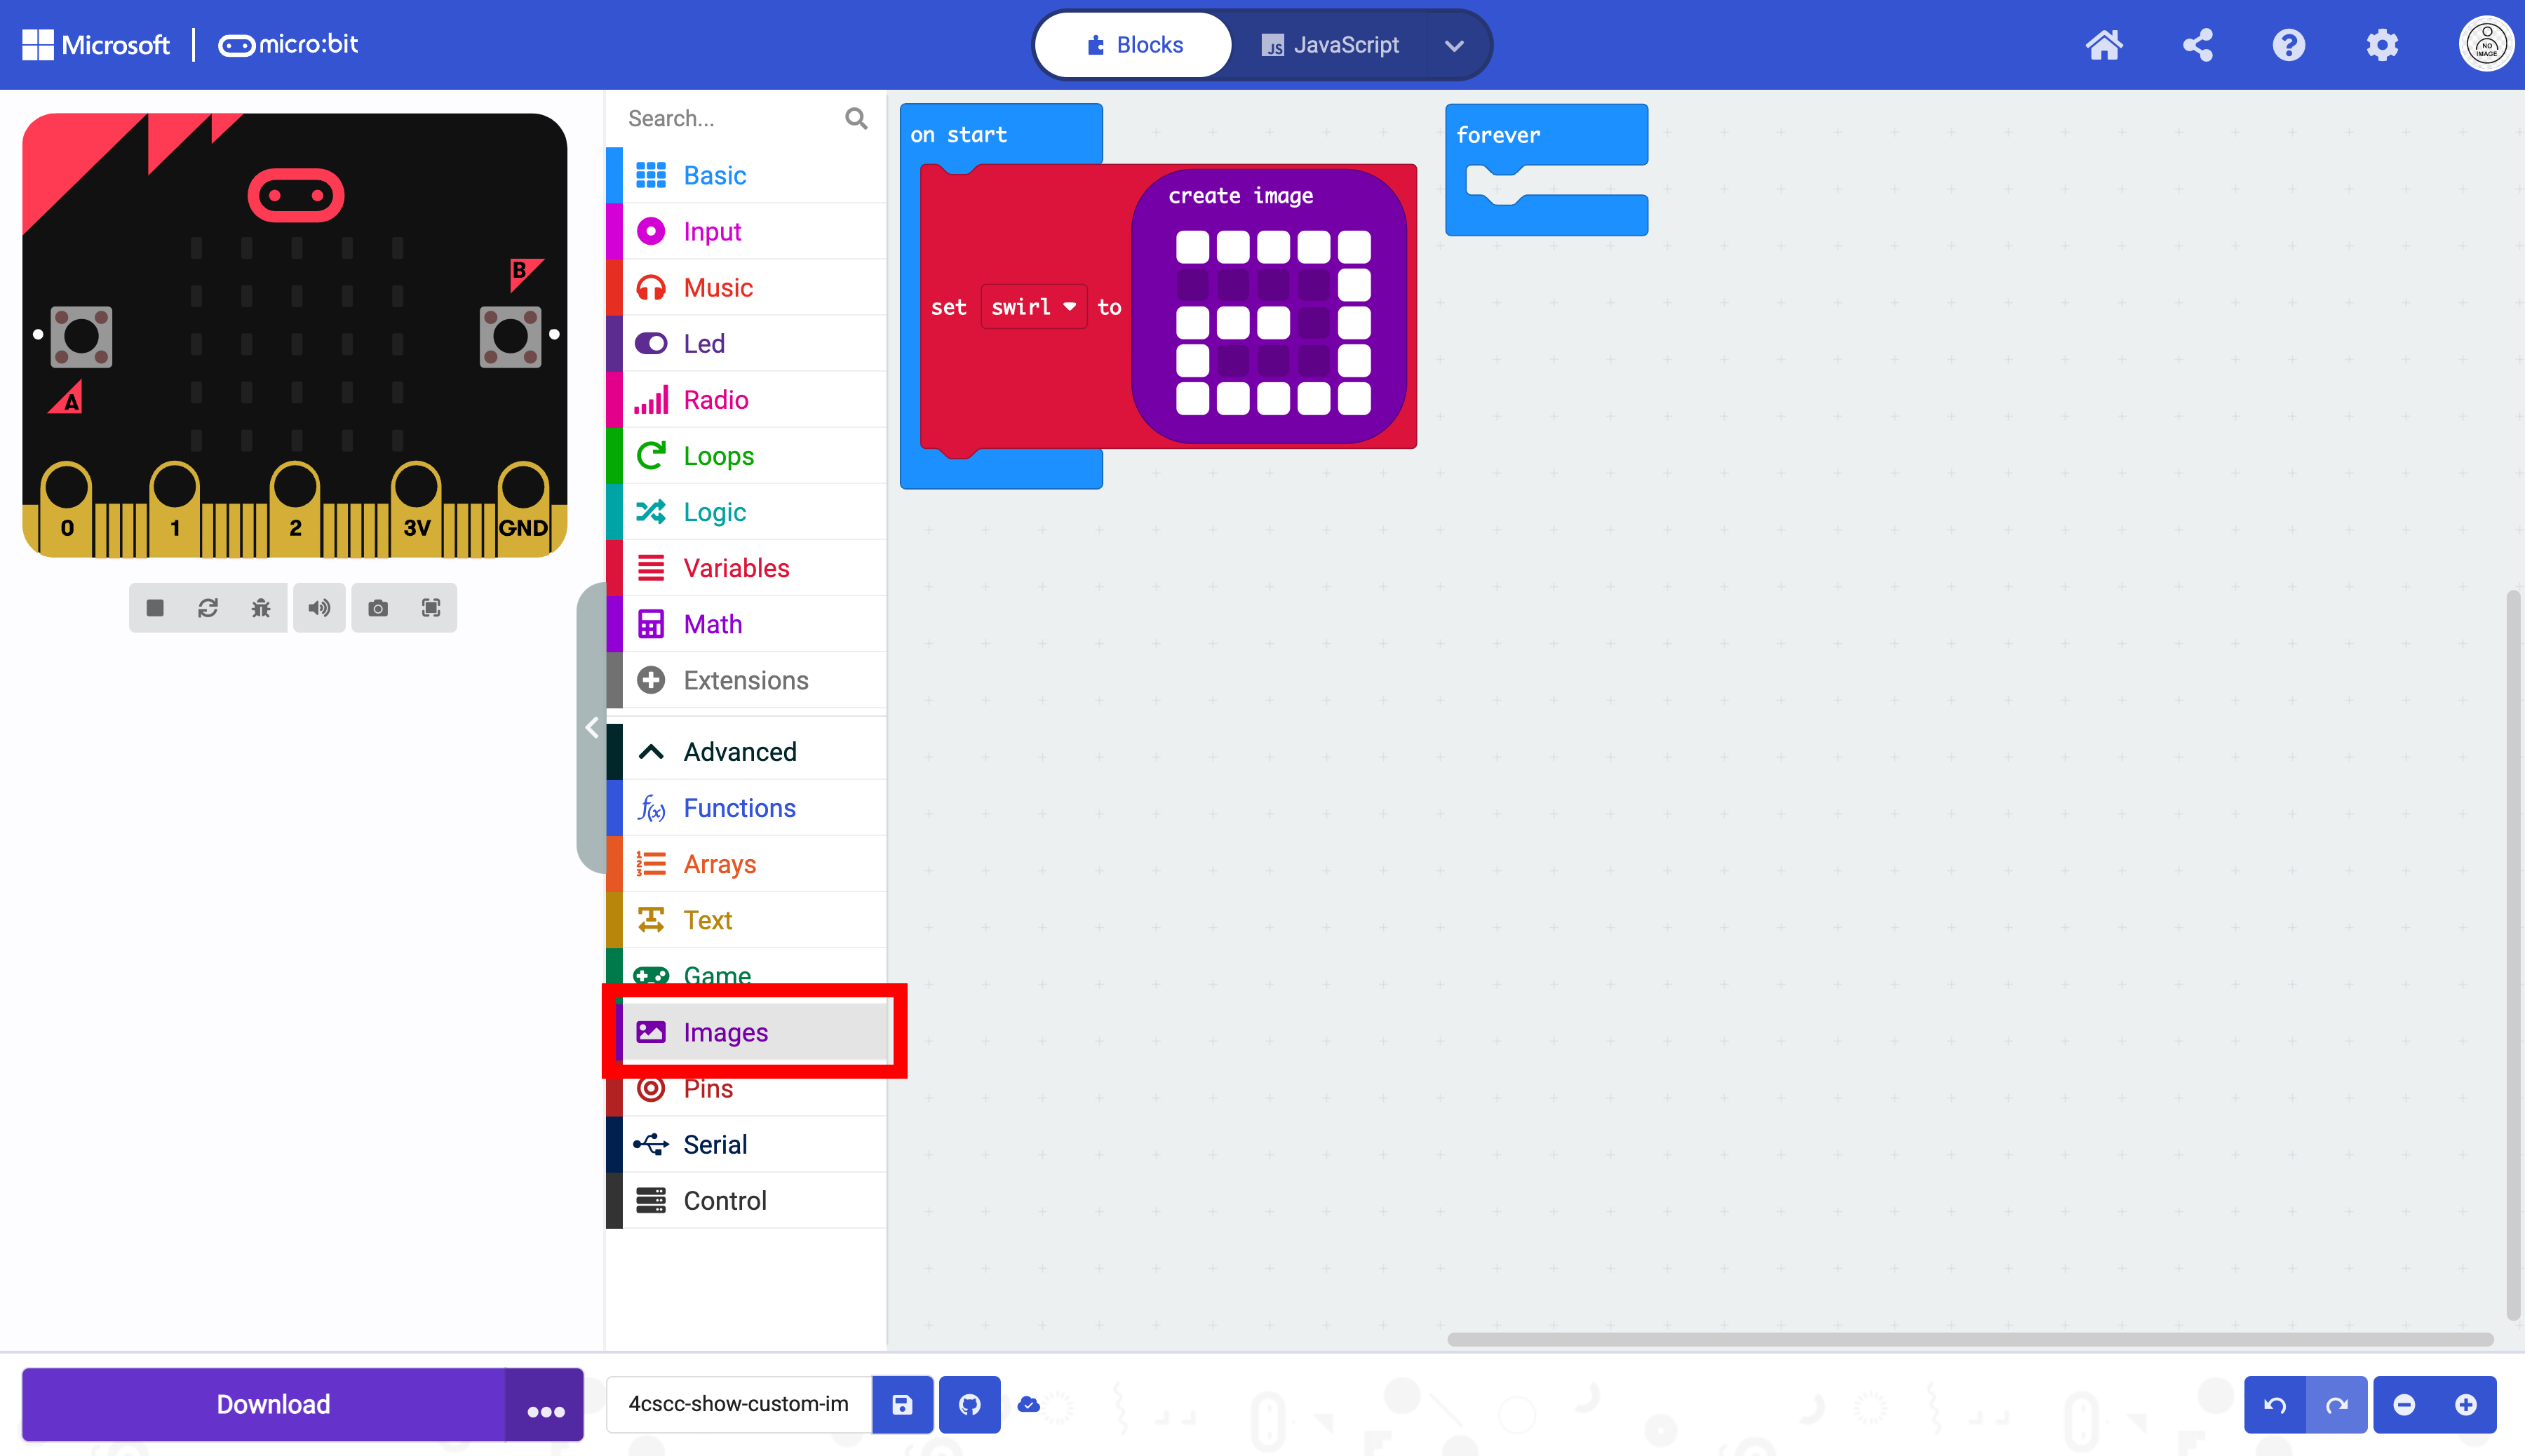 Microsoft micro:bit
Blocks
JavaScript
NO
IMAGE
B
A
0 1 2 3V GND
Search...
Basic
Input
Music
Led
Radio
Loops
Logic
Variables
Math
Extensions
Advanced
Functions
Arrays
Text
Game
Images
Pins
Serial
Control
on start
set swirl to
create image
forever
Download
4cscc-show-custom-im